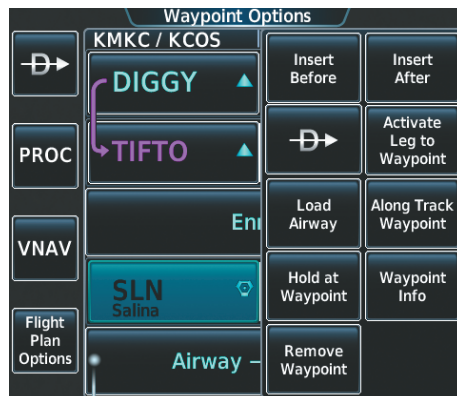 Waypoint Options
KMKC / KCOS
DIGGY
TIFTO
PROC
VNAV
SLN
Salina
Flight
Plan
Options
Airway –
Insert
Before
Insert
After
D
D
Activate
Leg to
Waypoint
Load
Airway
Along Track
Waypoint
Hold at
Waypoint
Waypoint
Info
Remove
Waypoint